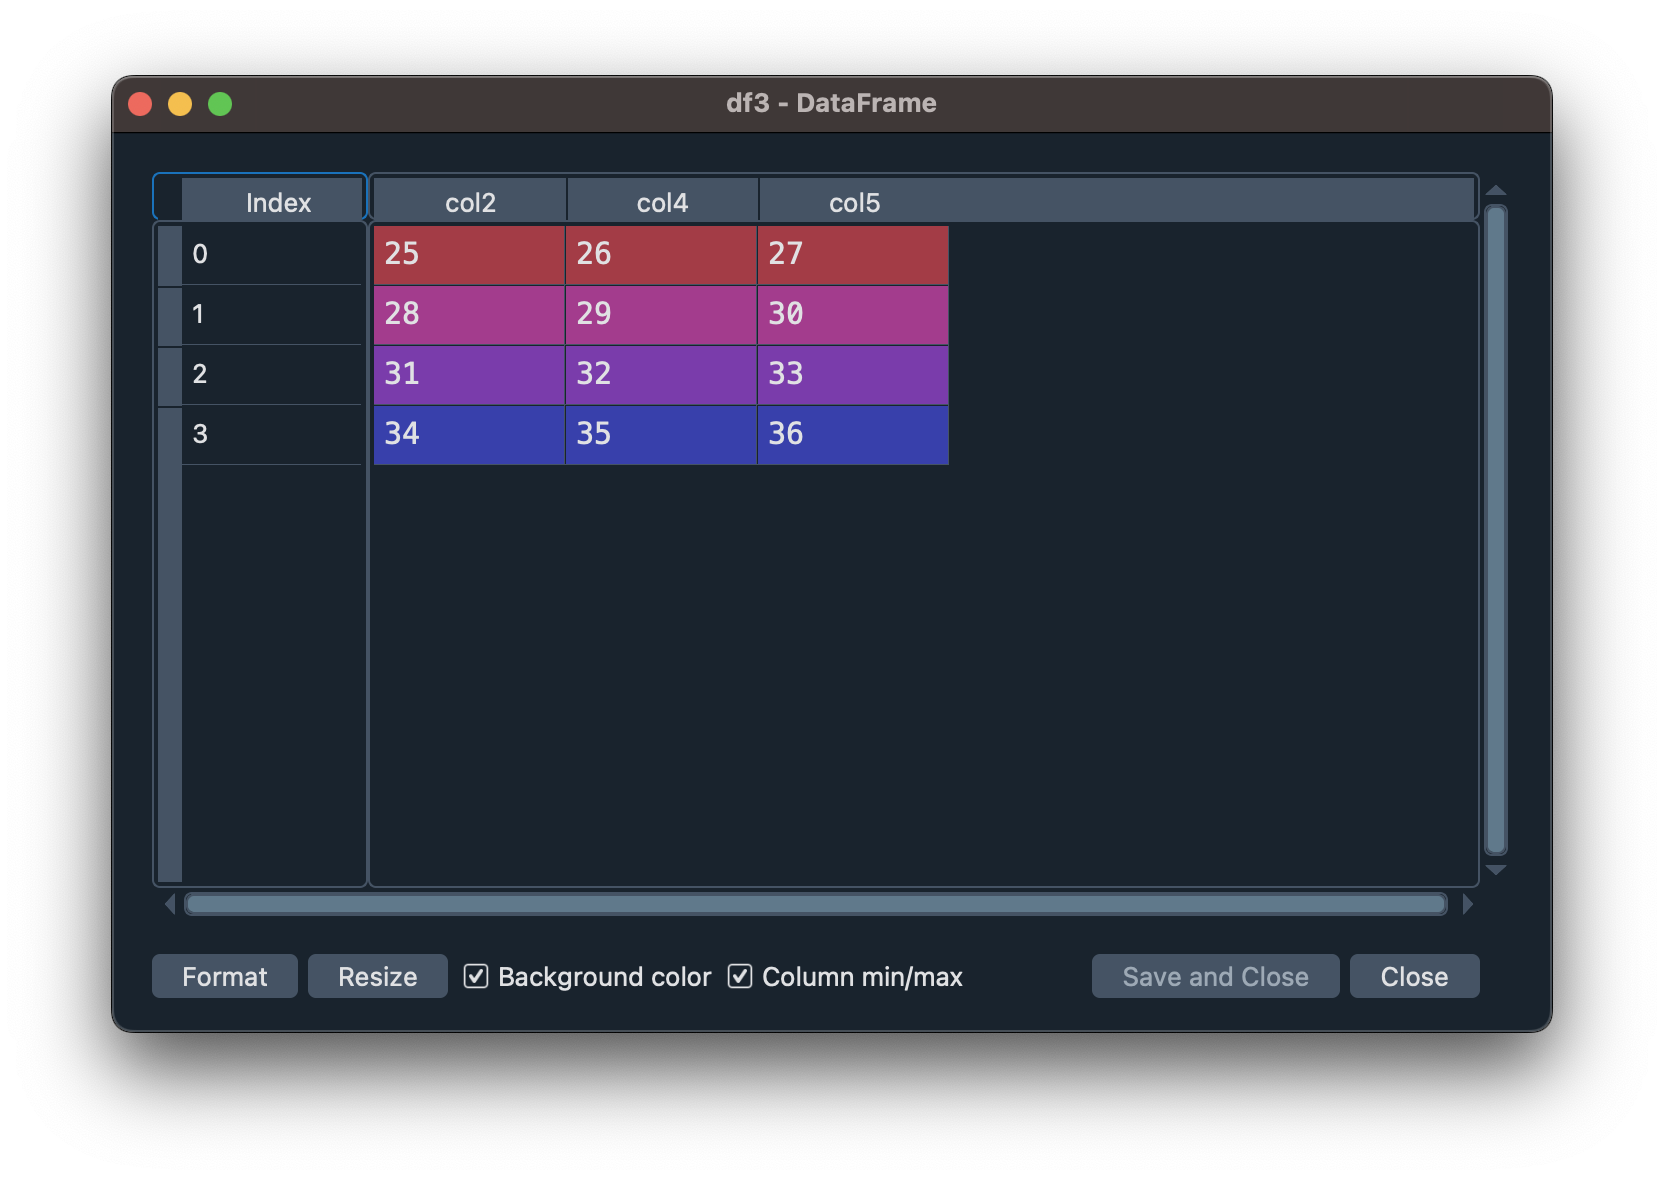 df3 - DataFrame
Index col2 col4 col5
0 25 26 27
1 28 29 30
2 31 32 33
3 34 35 36
Format Resize Background color Column min/max Save and Close Close